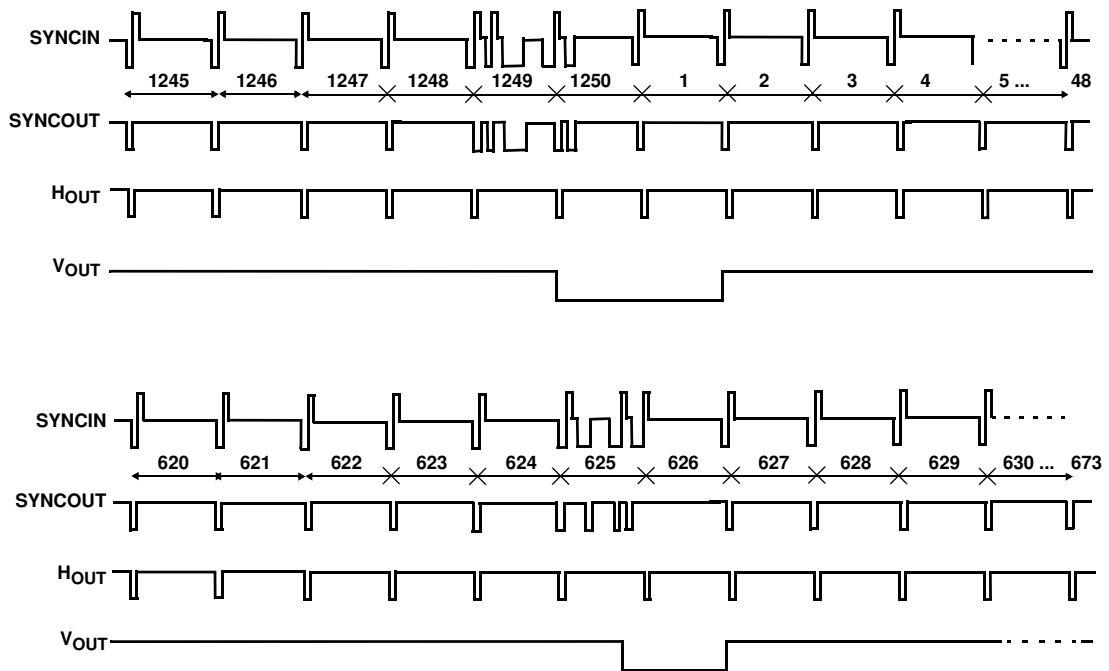 SYNCIN
1245 1246 1247 1248 1249 1250 1 2 3 4 5 ... 48
SYNCOUT
HOUT
VOUT
SYNCIN
620 621 622 623 624 625 626 627 628 629 630 ... 673
SYNCOUT
HOUT
VOUT